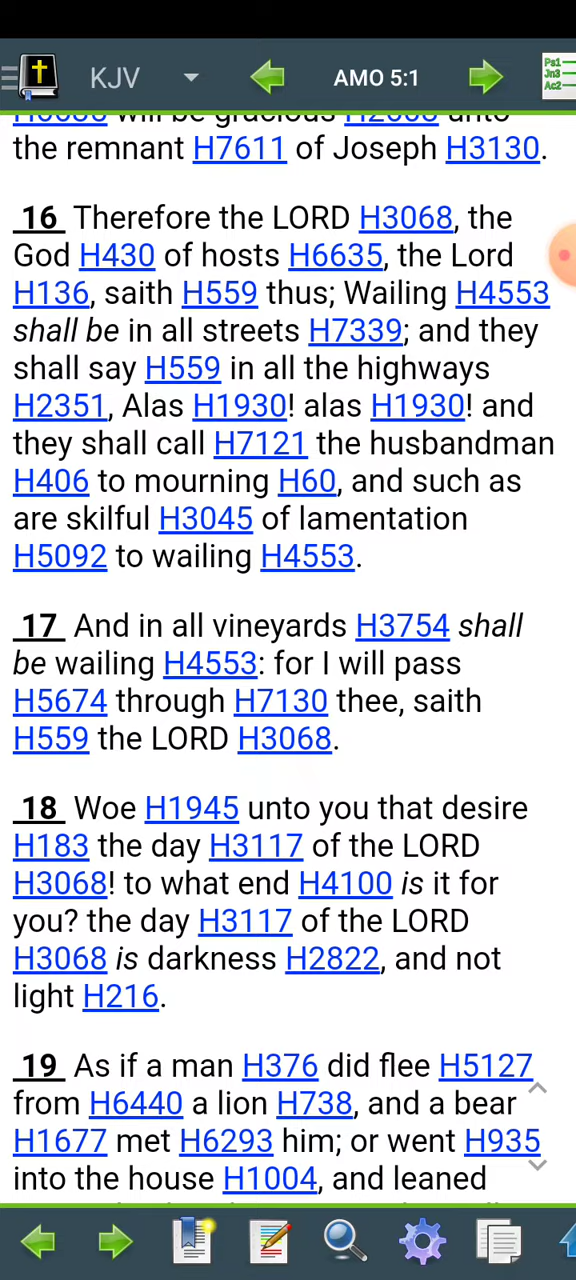 KJV
AMO 5:1
Ps1
Jn3
Ac2
will be gracious H2603 unto
the remnant H7611 of Joseph H3130.
16 Therefore the LORD H3068, the
God H430 of hosts H6635, the Lord
H136, saith H559 thus; Wailing H4553
shall be in all streets H7339; and they
shall say H559 in all the highways
H2351, Alas H1930! alas H1930! and
they shall call H7121 the husbandman
H406 to mourning H60, and such as
are skilful H3045 of lamentation
H5092 to wailing H4553.
17 And in all vineyards H3754 shall
be wailing H4553: for I will pass
H5674 through H7130 thee, saith
H559 the LORD H3068.
18 Woe H1945 unto you that desire
H183 the day H3117 of the LORD
H3068! to what end H4100 is it for
you? the day H3117 of the LORD
H3068 is darkness H2822, and not
light H216.
19 As if a man H376 did flee H5127
from H6440 a lion H738, and a bear
H1677 met H6293 him; or went H935
into the house H1004, and leaned